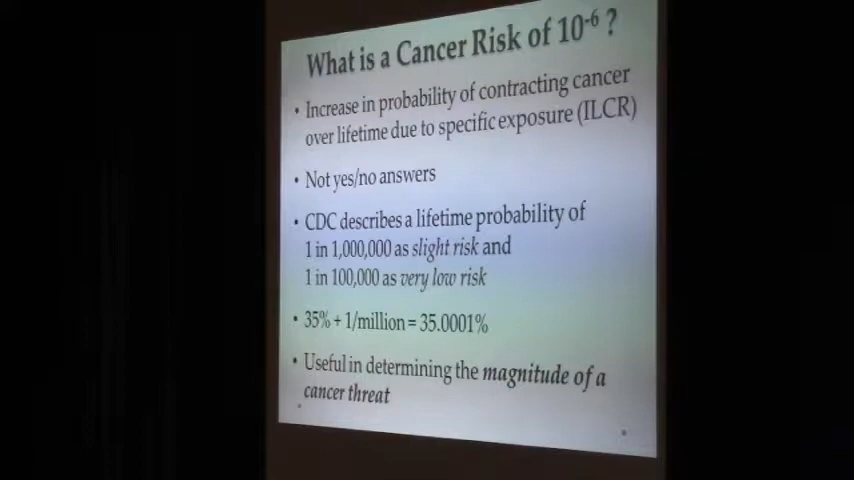 What is a Cancer Risk of 10-6 ?
• Increase in probability of contracting cancer
over lifetime due to specific exposure (ILCR)
• Not yes/no answers
• CDC describes a lifetime probability of
1 in 1,000,000 as slight risk and
1 in 100,000 as very low risk
• 35% + 1/million = 35.0001%
• Useful in determining the magnitude of a
cancer threat